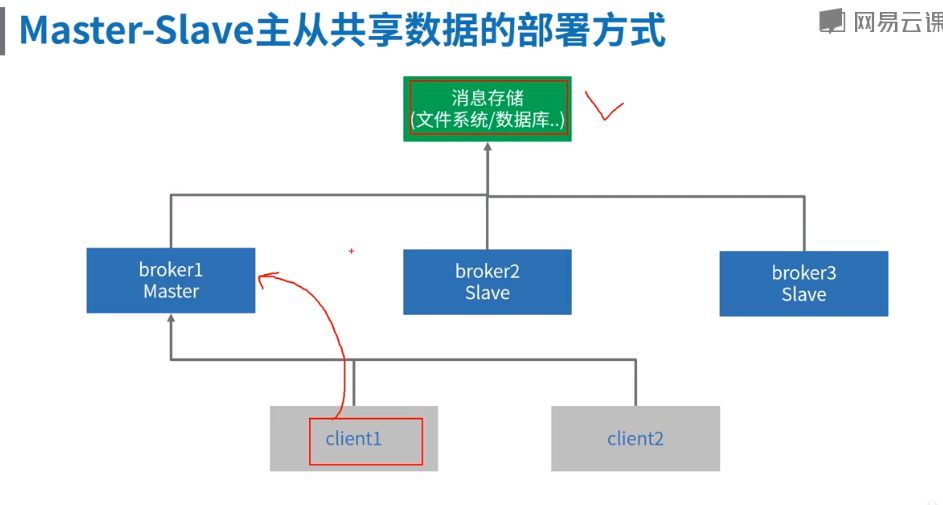 Master-Slave主从共享数据的部署方式
网易云课
消息存储
(文件系统/数据库..)
broker1
Master
broker2
Slave
broker3
Slave
client1
client2